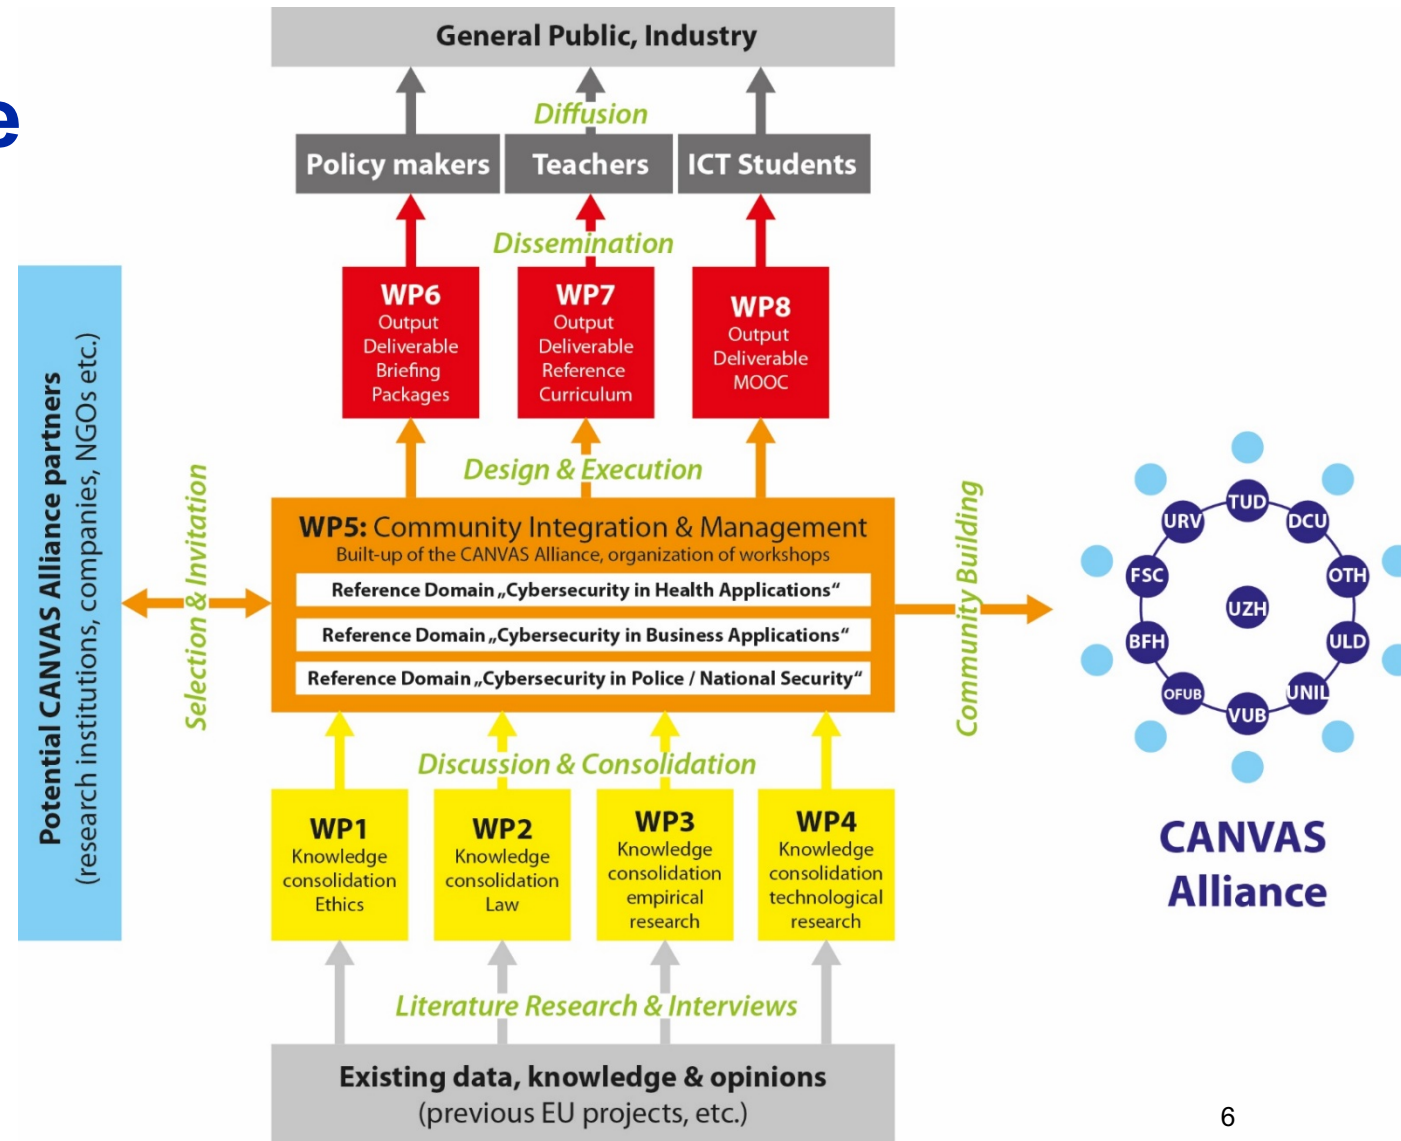 e
General Public, Industry
Diffusion
Policy makers
Teachers
ICT Students
Dissemination
WP6
Output
Deliverable
Briefing
Packages
WP7
Output
Deliverable
Reference
Curriculum
WP8
Output
Deliverable
MOOC
Design & Execution
Potential CANVAS Alliance partners
(research institutions, companies, NGOs etc.)
Selection & Invitation
WP5: Community Integration & Management
Built-up of the CANVAS Alliance, organization of workshops
Reference Domain „Cybersecurity in Health Applications“
Reference Domain „Cybersecurity in Business Applications“
Reference Domain „Cybersecurity in Police / National Security“
Community Building
TUD
DCU
OTH
ULD
UNIL
VUB
OFUB
BFH
FSC
URV
UZH
CANVAS
Alliance
Discussion & Consolidation
WP1
Knowledge
consolidation
Ethics
WP2
Knowledge
consolidation
Law
WP3
Knowledge
consolidation
empirical
research
WP4
Knowledge
consolidation
technological
research
Literature Research & Interviews
Existing data, knowledge & opinions
(previous EU projects, etc.)
6